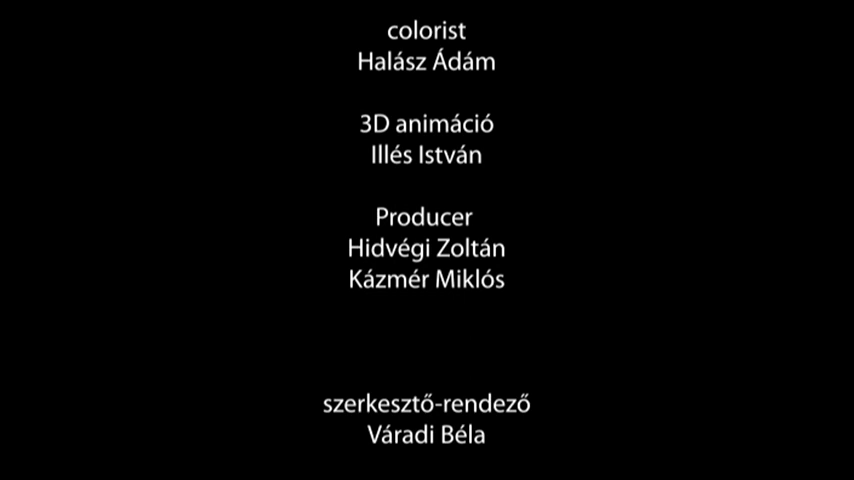 colorist
Halász Ádám
3D animáció
Illés István
Producer
Hidvégi Zoltán
Kázmér Miklós
szerkesztő-rendező
Váradi Béla